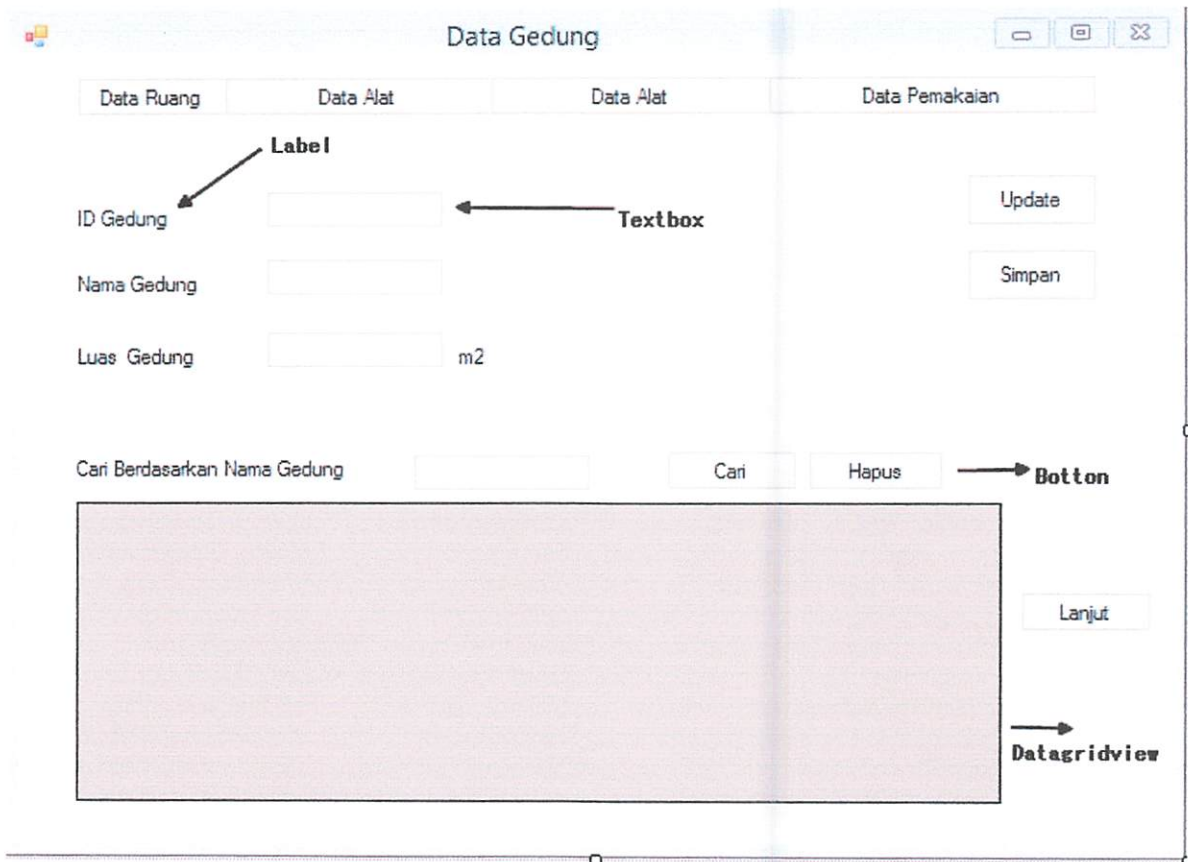 Data Gedung
Data Ruang Data Alat Data Alat Data Pemakaian
Label
ID Gedung
Textbox
Update
Nama Gedung
Simpan
Luas Gedung m2
Cari Berdasarkan Nama Gedung Cari Hapus
Botton
Lanjut
Datagridview